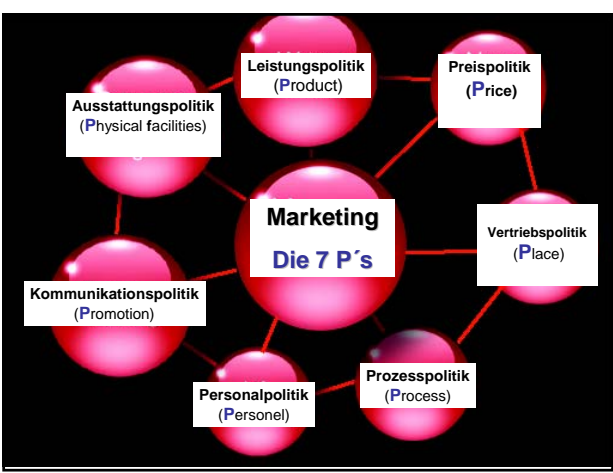 Leistungspolitik
(Product)
Preispolitik
(Price)
Ausstattungspolitik
(Physical facilities)
Marketing
Die 7 P´s
Vertriebspolitik
(Place)
Kommunikationspolitik
(Promotion)
Prozesspolitik
(Process)
Personalpolitik
(Personel)